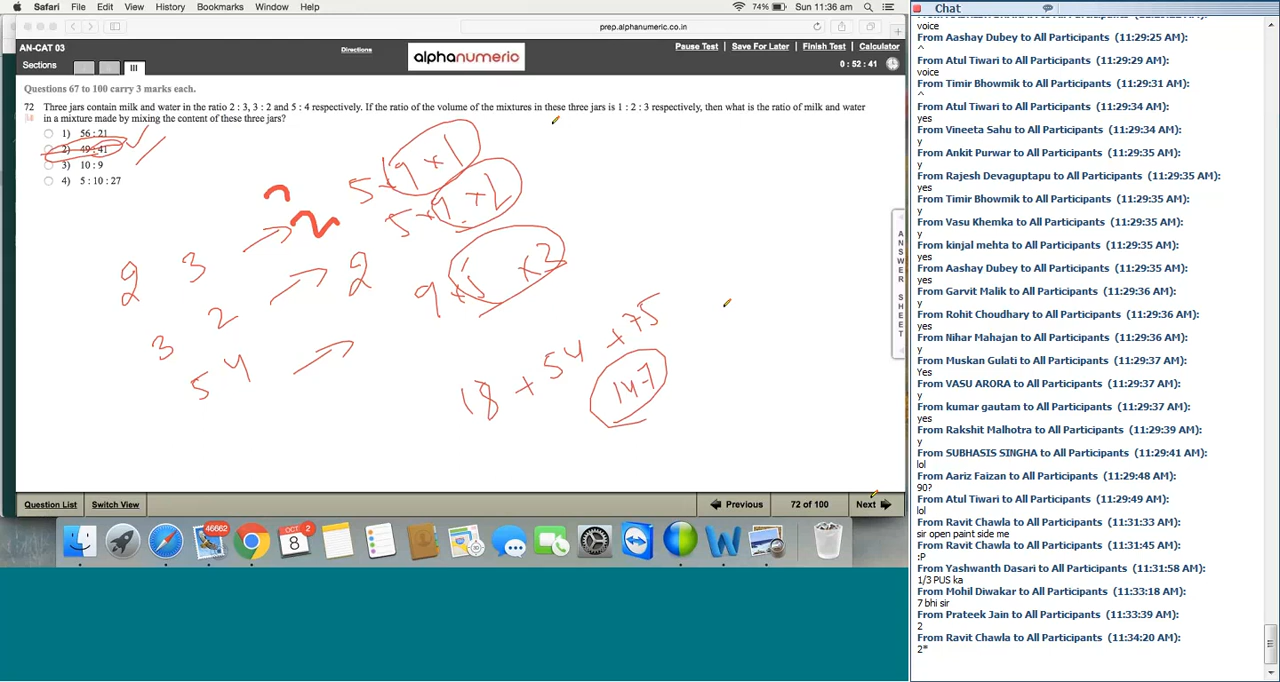 Safari File Edit View History Bookmarks Window Help
74% Sun 11:36 am
prep.alphanumeric.co.in
AN-CAT 03
Directions
alphanumeric
Pause Test Save For Later Finish Test Calculator
Sections III
0 : 52 : 41
Questions 67 to 100 carry 3 marks each.
72 Three jars contain milk and water in the ratio 2 : 3, 3 : 2 and 5 : 4 respectively. If the ratio of the volume of the mixtures in these three jars is 1 : 2 : 3 respectively, then what is the ratio of milk and water
in a mixture made by mixing the content of these three jars?
1) 56 : 21
2) 49 : 41
3) 10 : 9
4) 5 : 10 : 27
5 × 9 × 1
5 × 9 × 2
2 3
2
9 × 5 × 3
3 2
5 4
18 + 54 + 75
147
ANSWER SHEET
Question List Switch View
Previous 72 of 100 Next
46662
OCT
8
2
Chat
voice
From Aashay Dubey to All Participants (11:29:25 AM):
^
From Atul Tiwari to All Participants (11:29:29 AM):
voice
From Timir Bhowmik to All Participants (11:29:31 AM):
^
From Atul Tiwari to All Participants (11:29:34 AM):
yes
From Vineeta Sahu to All Participants (11:29:34 AM):
y
From Ankit Purwar to All Participants (11:29:35 AM):
y
From Rajesh Devaguptapu to All Participants (11:29:35 AM):
yes
From Timir Bhowmik to All Participants (11:29:35 AM):
y
From Vasu Khemka to All Participants (11:29:35 AM):
y
From kinjal mehta to All Participants (11:29:35 AM):
yes
From Aashay Dubey to All Participants (11:29:35 AM):
yes
From Garvit Malik to All Participants (11:29:36 AM):
y
From Rohit Choudhary to All Participants (11:29:36 AM):
yes
From Nihar Mahajan to All Participants (11:29:36 AM):
y
From Muskan Gulati to All Participants (11:29:37 AM):
Yes
From VASU ARORA to All Participants (11:29:37 AM):
y
From kumar gautam to All Participants (11:29:37 AM):
yes
From Rakshit Malhotra to All Participants (11:29:39 AM):
y
From SUBHASIS SINGHA to All Participants (11:29:41 AM):
lol
From Aariz Faizan to All Participants (11:29:48 AM):
90?
From Atul Tiwari to All Participants (11:29:49 AM):
lol
From Ravit Chawla to All Participants (11:31:33 AM):
sir open paint side me
From Ravit Chawla to All Participants (11:31:45 AM):
:P
From Yashwanth Dasari to All Participants (11:31:58 AM):
1/3 PUS ka
From Mohil Diwakar to All Participants (11:33:18 AM):
7 bhi sir
From Prateek Jain to All Participants (11:33:39 AM):
2
From Ravit Chawla to All Participants (11:34:20 AM):
2*